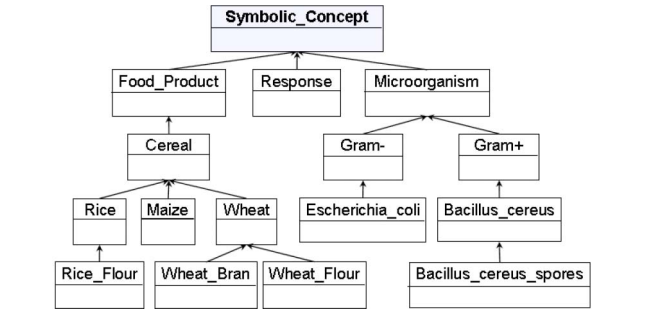 Symbolic_Concept
Food_Product Response Microorganism
Cereal Gram- Gram+
Rice Maize Wheat Escherichia_coli Bacillus_cereus
Rice_Flour Wheat_Bran Wheat_Flour Bacillus_cereus_spores